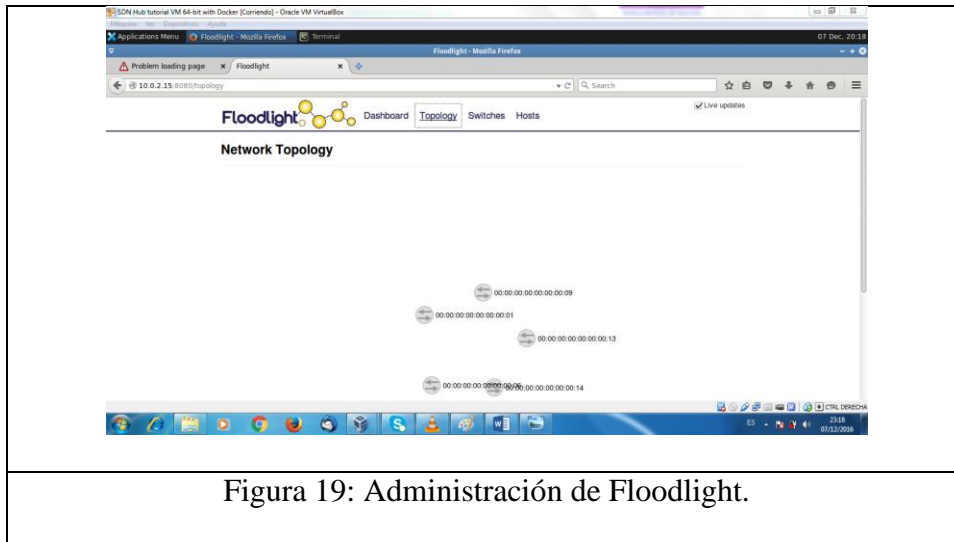 SDN Hub tutorial VM 64-bit with Docker [Corriendo] - Oracle VM VirtualBox
Máquina Ver Dispositivos Ayuda
Applications Menu Floodlight - Mozilla Firefox Terminal 07 Dec, 20:18
Floodlight - Mozilla Firefox
Problem loading page Floodlight
10.0.2.15:8080/topology Search
Floodlight Dashboard Topology Switches Hosts Live updates
Network Topology
00:00:00:00:00:00:00:09
00:00:00:00:00:00:00:01
00:00:00:00:00:00:00:13
00:00:00:00:00:00:00:14
CTRL DERECHA
ES 23:18
07/12/2016
Figura 19: Administración de Floodlight.